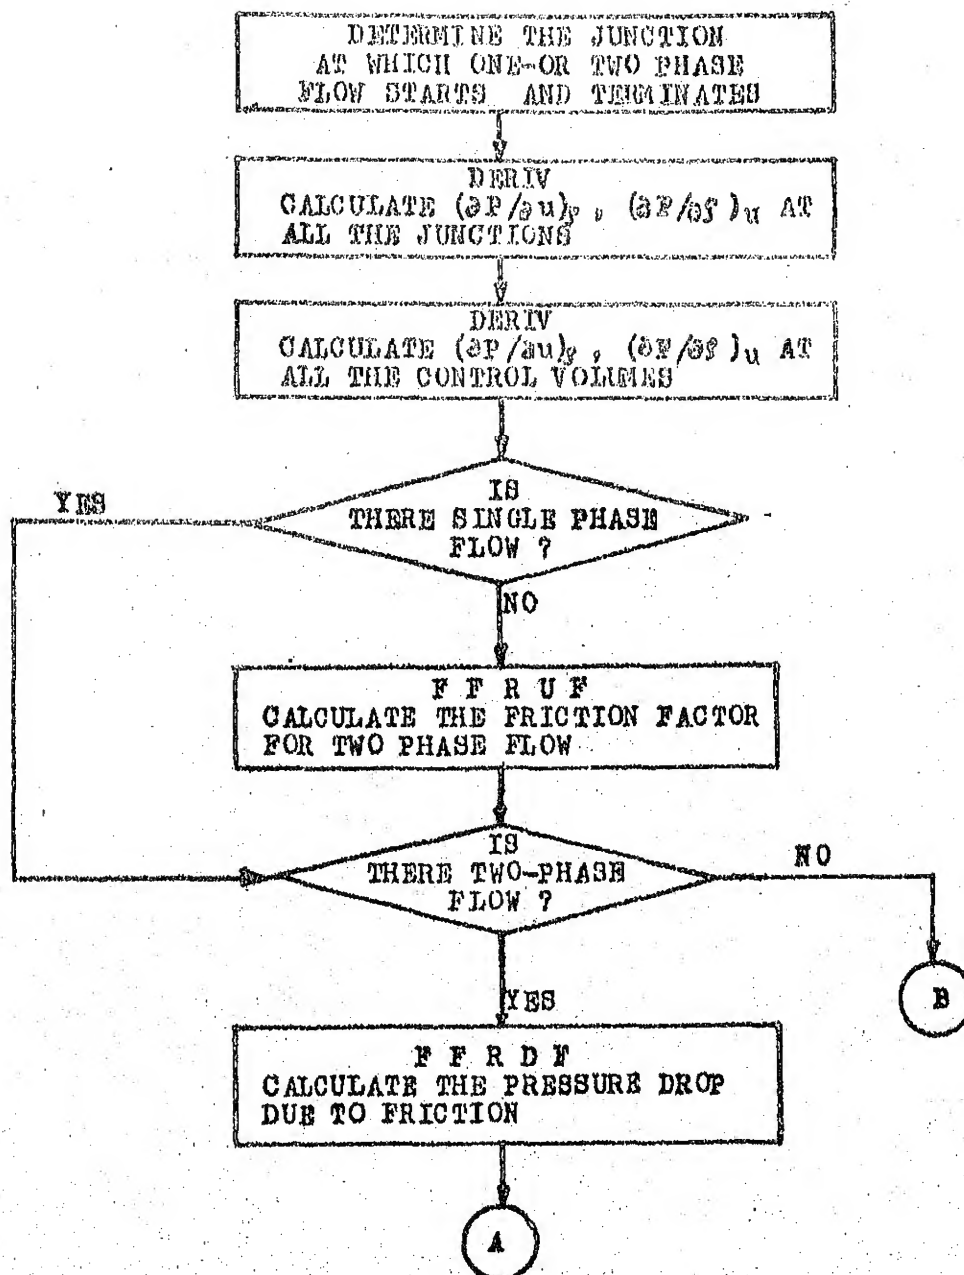 DETERMINE THE JUNCTION
AT WHICH ONE-OR TWO PHASE
FLOW STARTS AND TERMINATES
DERIV
CALCULATE (∂P/∂u)ρ , (∂P/∂ρ)u AT
ALL THE JUNCTIONS
DERIV
CALCULATE (∂P/∂u)ρ , (∂P/∂ρ)u AT
ALL THE CONTROL VOLUMES
YES
IS
THERE SINGLE PHASE
FLOW ?
NO
F F R U F
CALCULATE THE FRICTION FACTOR
FOR TWO PHASE FLOW
IS
THERE TWO-PHASE
FLOW ?
NO
B
YES
F F R D F
CALCULATE THE PRESSURE DROP
DUE TO FRICTION
A